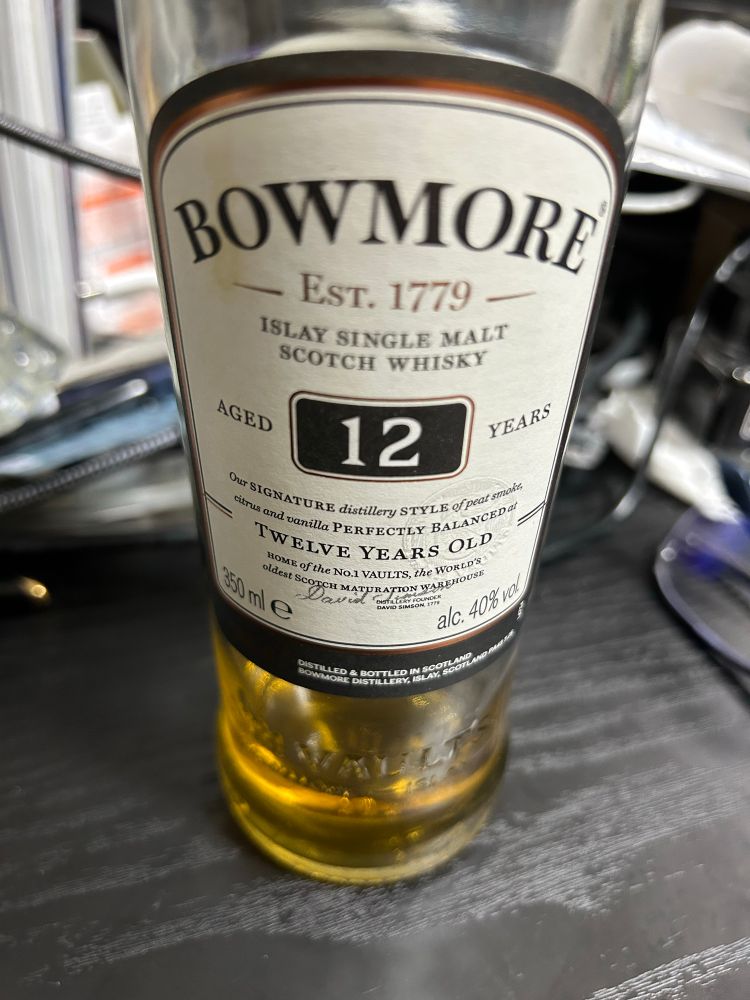 BOWMORE®
EST. 1779
ISLAY SINGLE MALT
SCOTCH WHISKY
AGED 12 YEARS
Our SIGNATURE distillery STYLE of peat smoke,
citrus and vanilla PERFECTLY BALANCED at
TWELVE YEARS OLD
HOME of the No.1 VAULTS, the WORLD'S
oldest SCOTCH MATURATION WAREHOUSE
David Simson
DISTILLERY FOUNDER
DAVID SIMSON, 1779
350 ml e
alc. 40% vol
DISTILLED & BOTTLED IN SCOTLAND
BOWMORE DISTILLERY, ISLAY, SCOTLAND
VAULTS